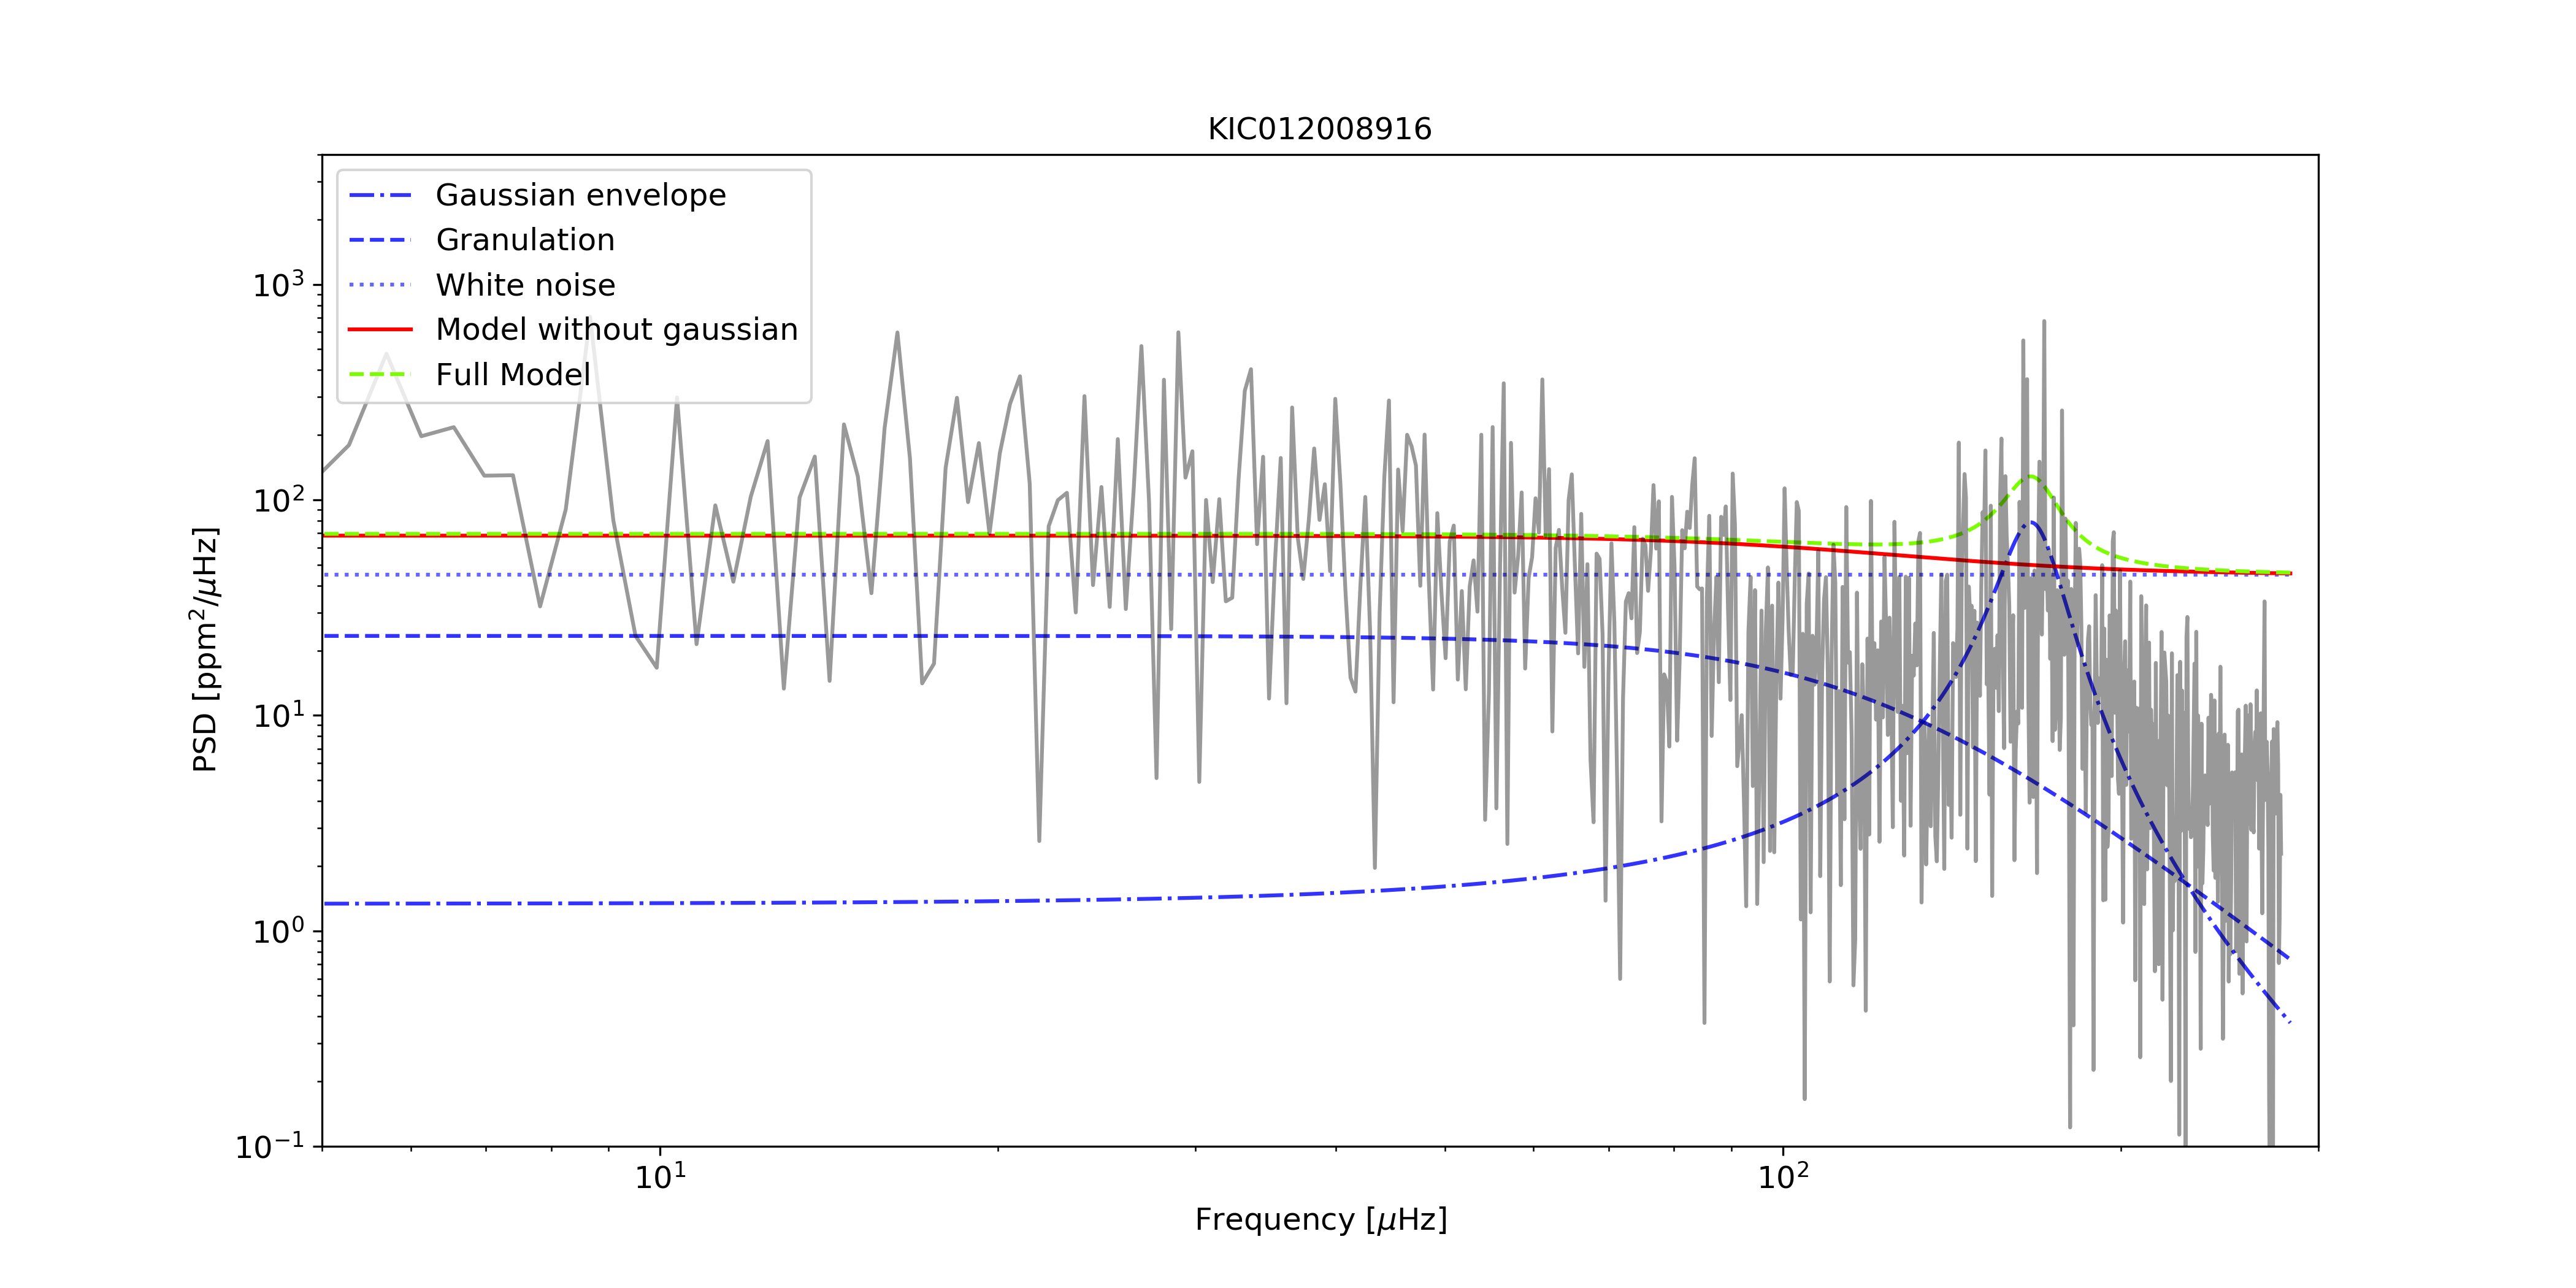 KIC012008916
Gaussian envelope
Granulation
White noise
Model without gaussian
Full Model
10³
10²
10¹
10⁰
10⁻¹
PSD [ppm²/μHz]
10¹ 10²
Frequency [μHz]